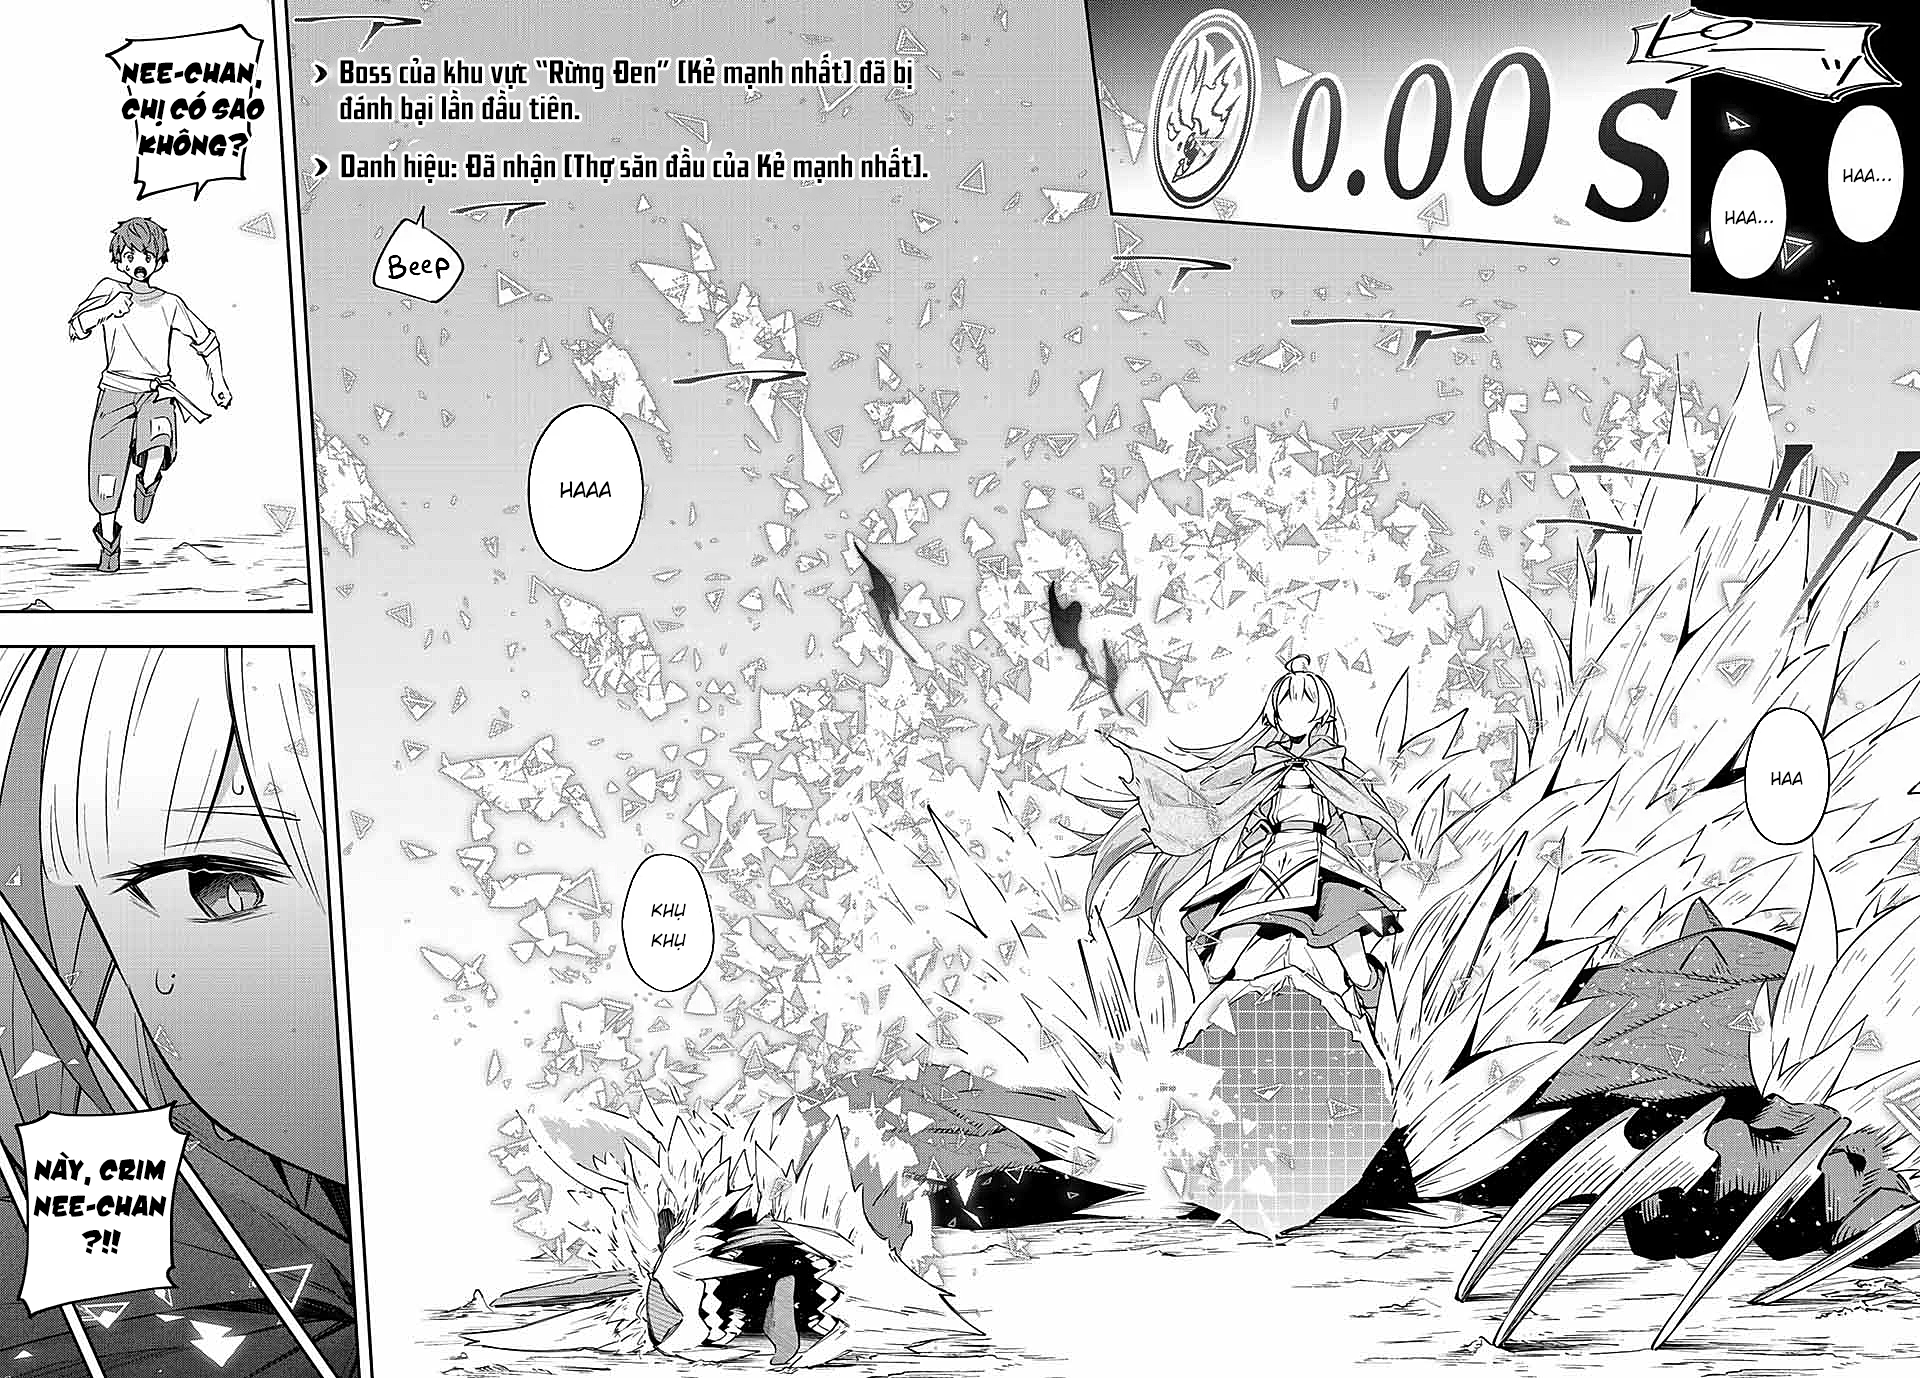 ピ
ッ
0.00 S
HAA...
HAA...
› Boss của khu vực “Rừng Đen” [Kẻ mạnh nhất] đã bị
đánh bại lần đầu tiên.
› Danh hiệu: Đã nhận [Thợ săn đầu của Kẻ mạnh nhất].
Beep
HAA
HAAA
KHỤ
KHỤ
NEE-CHAN,
CHỊ CÓ SAO
KHÔNG?
NÀY, CRIM
NEE-CHAN
?!!